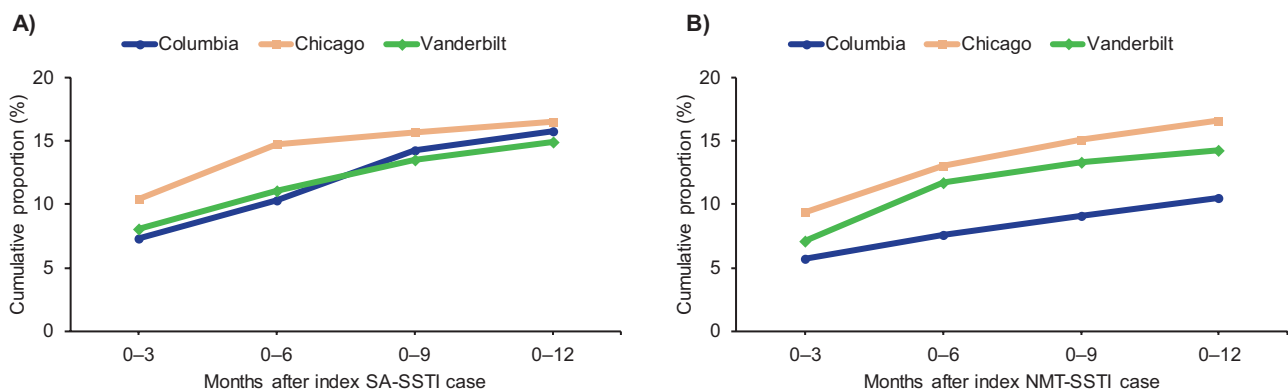 A)
Columbia Chicago Vanderbilt
Cumulative proportion (%)
20
15
10
5
0
0–3 0–6 0–9 0–12
Months after index SA-SSTI case
B)
Columbia Chicago Vanderbilt
Cumulative proportion (%)
20
15
10
5
0
0–3 0–6 0–9 0–12
Months after index NMT-SSTI case